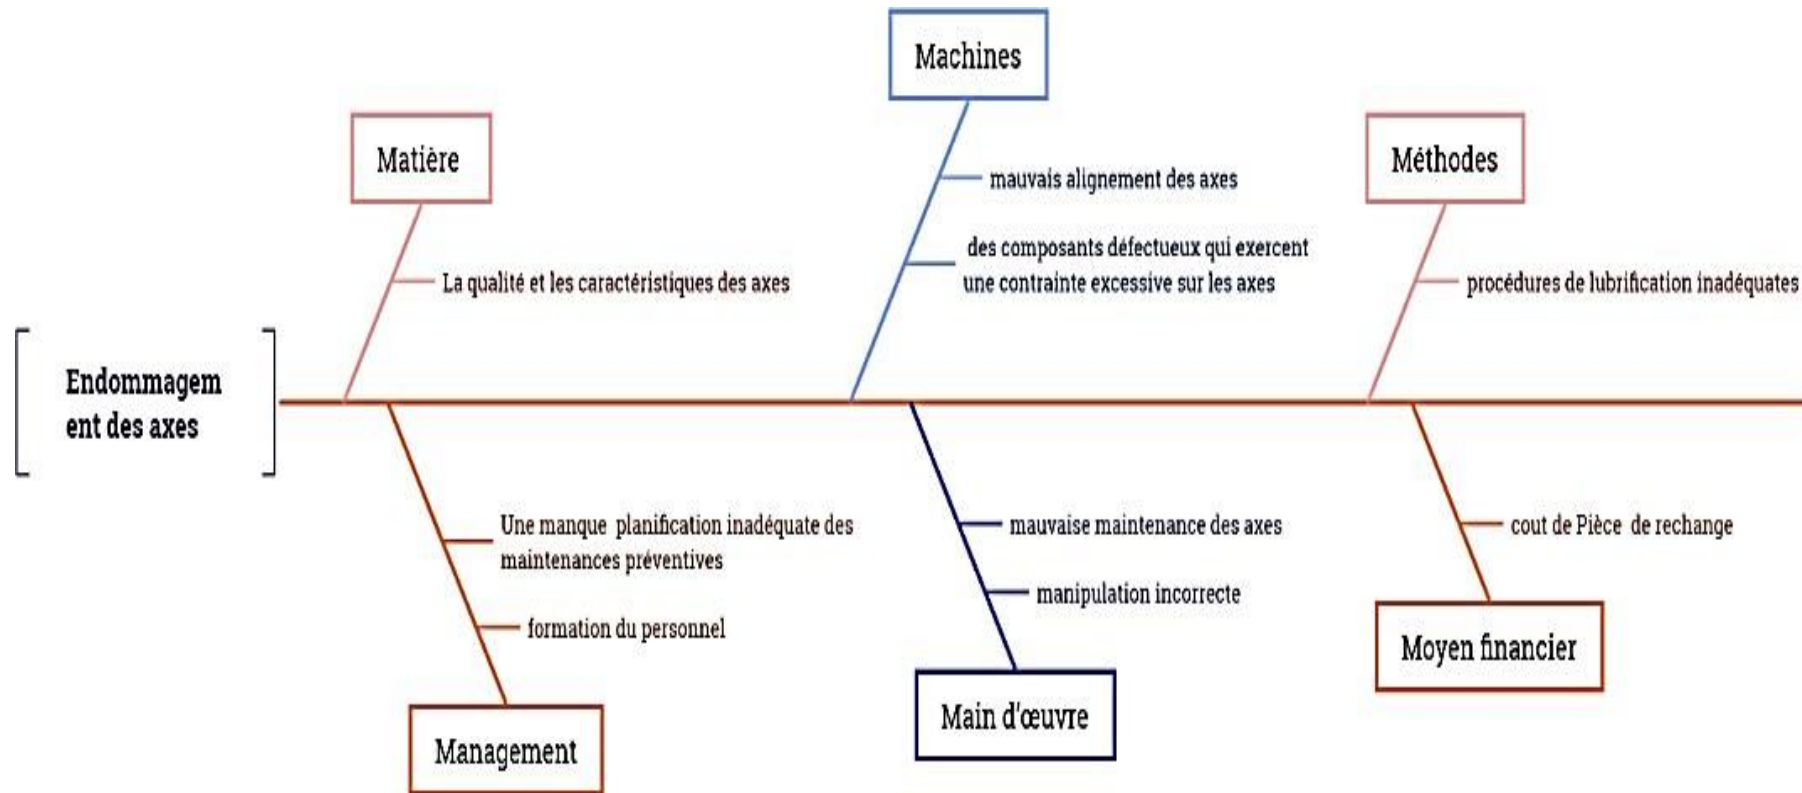 Machines
Matière
Méthodes
mauvais alignement des axes
des composants défectueux qui exercent
une contrainte excessive sur les axes
La qualité et les caractéristiques des axes
procédures de lubrification inadéquates
Endommagem
ent des axes
Une manque planification inadéquate des
maintenances préventives
formation du personnel
mauvaise maintenance des axes
manipulation incorrecte
cout de Pièce de rechange
Moyen financier
Main d'œuvre
Management